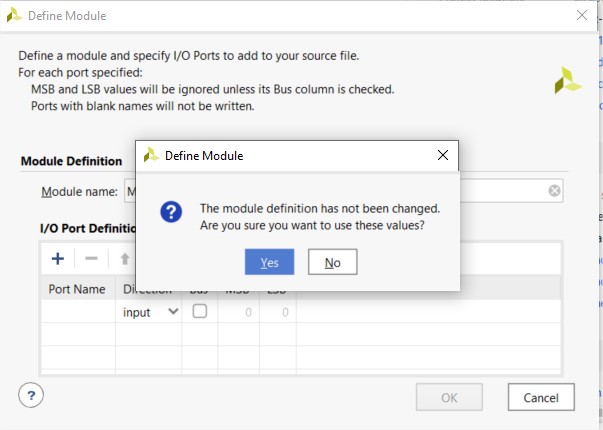 Define Module
Define a module and specify I/O Ports to add to your source file.
For each port specified:
MSB and LSB values will be ignored unless its Bus column is checked.
Ports with blank names will not be written.
Define Module
Module Definition
Module name: M
The module definition has not been changed.
Are you sure you want to use these values?
I/O Port Definitio
Yes No
Port Name Direction Bus MSB LSB
input 0 0
?
OK Cancel